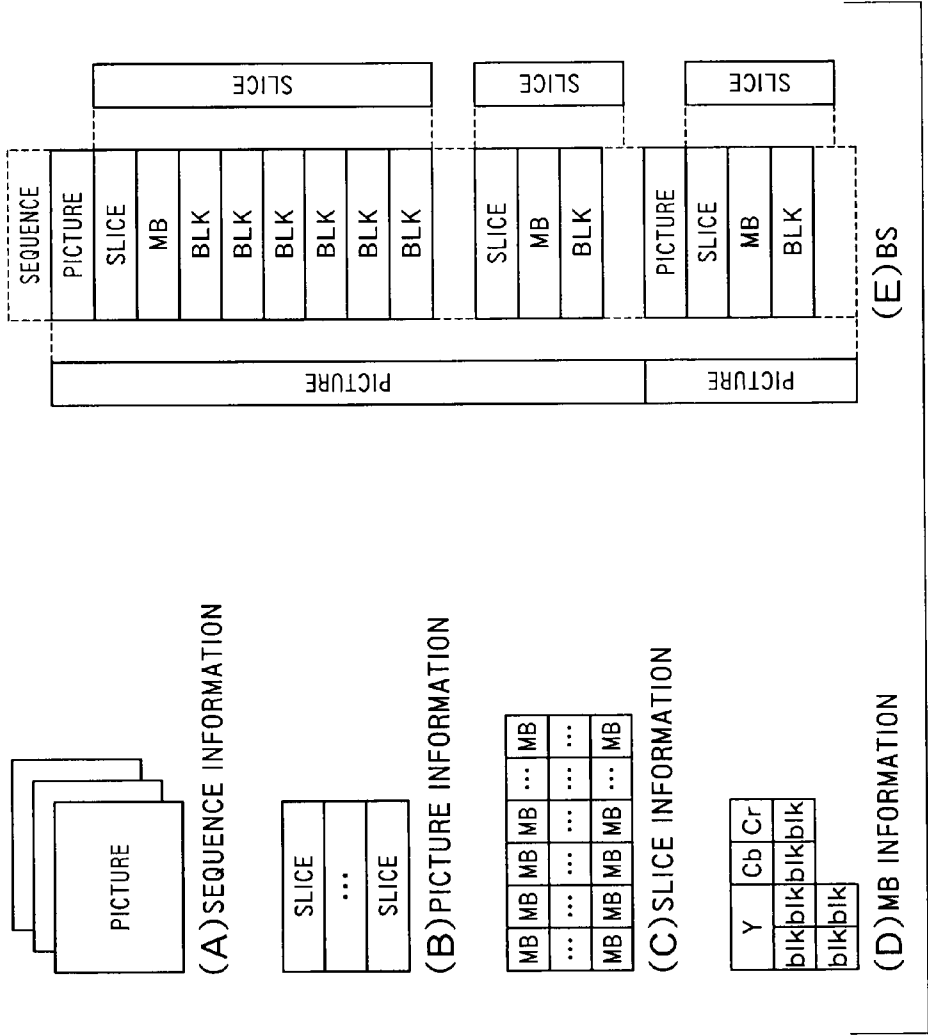 PICTURE
(A)SEQUENCE INFORMATION
SLICE
...
SLICE
(B)PICTURE INFORMATION
MB MB MB MB ... MB
... ... ... ... ...
MB MB MB MB ... MB
(C)SLICE INFORMATION
Y Cb Cr
blk blk blk blk
blk blk
(D)MB INFORMATION
SEQUENCE
PICTURE
SLICE
MB
BLK
BLK
BLK
BLK
BLK
BLK
SLICE
MB
BLK
PICTURE
SLICE
MB
BLK
SLICE
SLICE
SLICE
PICTURE
PICTURE
(E)BS